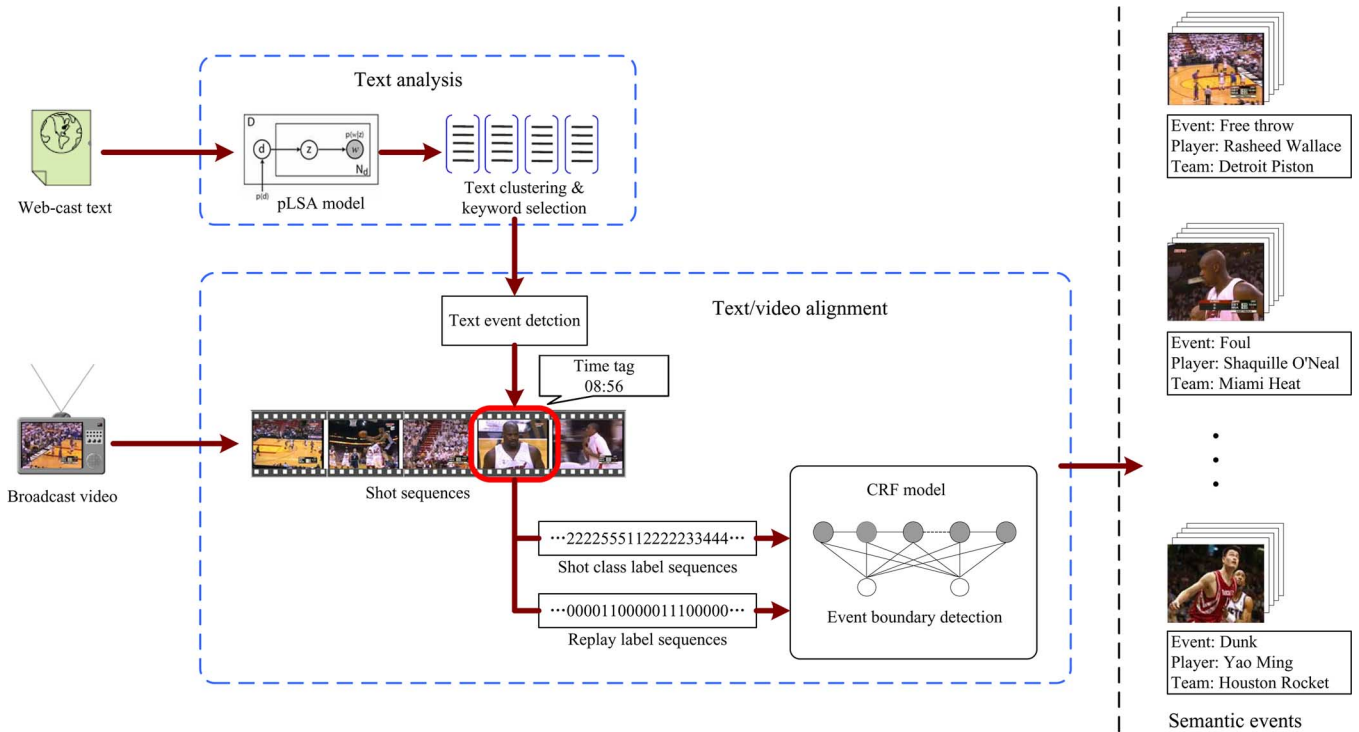 Text analysis
D
d
z
p(w|z)
w
N_d
p(d)
pLSA model
Text clustering &
keyword selection
Web-cast text
Text event detction
Text/video alignment
Time tag
08:56
Broadcast video
Shot sequences
···2222555112222233444···
Shot class label sequences
···0000110000011100000···
Replay label sequences
CRF model
Event boundary detection
Event: Free throw
Player: Rasheed Wallace
Team: Detroit Piston
Event: Foul
Player: Shaquille O'Neal
Team: Miami Heat
Event: Dunk
Player: Yao Ming
Team: Houston Rocket
Semantic events